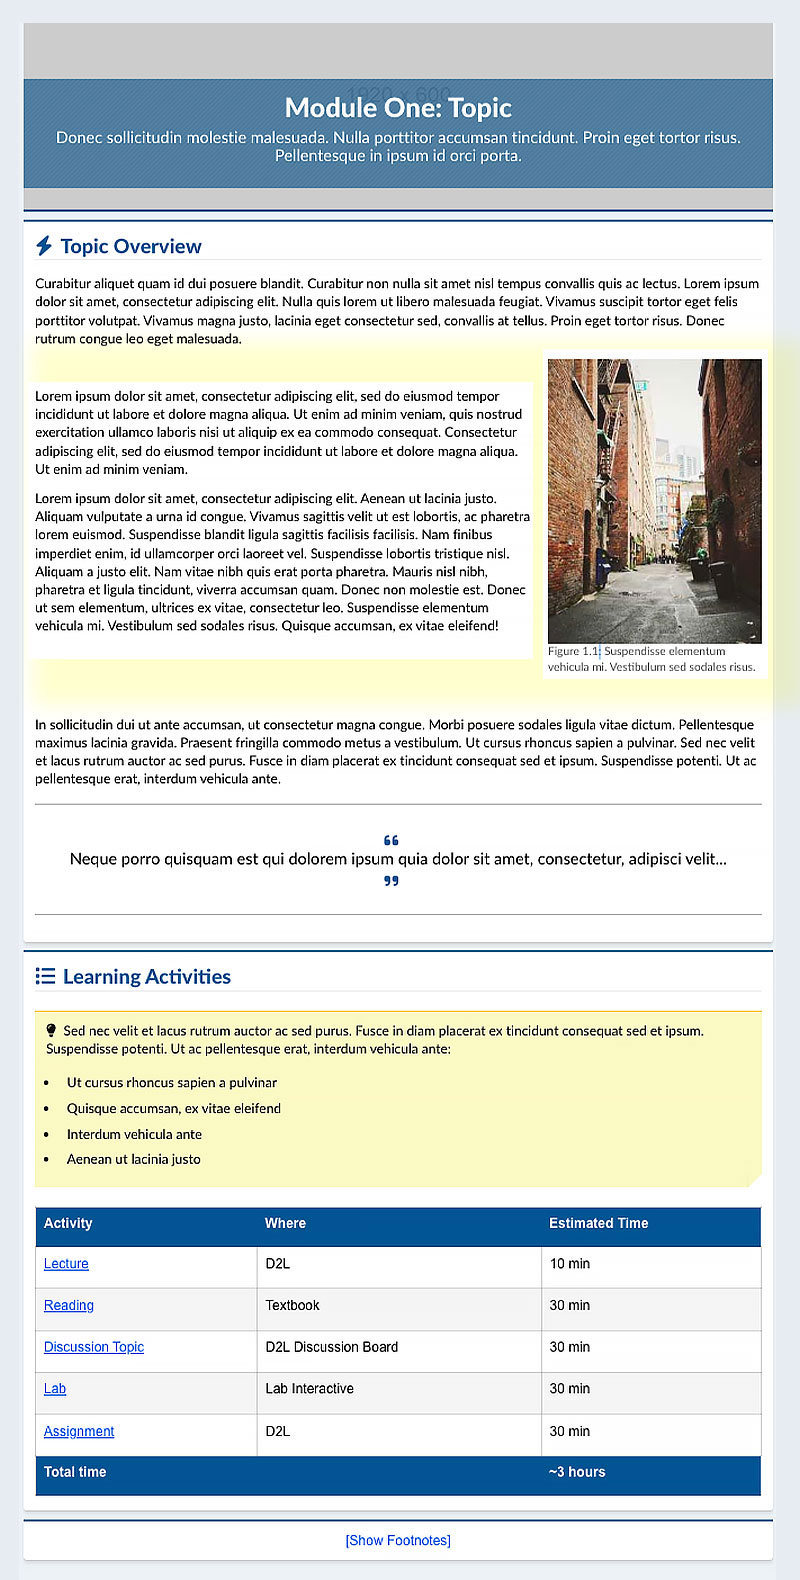 1920 x 600
Module One: Topic
Donec sollicitudin molestie malesuada. Nulla porttitor accumsan tincidunt. Proin eget tortor risus.
Pellentesque in ipsum id orci porta.
Topic Overview
Curabitur aliquet quam id dui posuere blandit. Curabitur non nulla sit amet nisl tempus convallis quis ac lectus. Lorem ipsum
dolor sit amet, consectetur adipiscing elit. Nulla quis lorem ut libero malesuada feugiat. Vivamus suscipit tortor eget felis
porttitor volutpat. Vivamus magna justo, lacinia eget consectetur sed, convallis at tellus. Proin eget tortor risus. Donec
rutrum congue leo eget malesuada.
Lorem ipsum dolor sit amet, consectetur adipiscing elit, sed do eiusmod tempor
incididunt ut labore et dolore magna aliqua. Ut enim ad minim veniam, quis nostrud
exercitation ullamco laboris nisi ut aliquip ex ea commodo consequat. Consectetur
adipiscing elit, sed do eiusmod tempor incididunt ut labore et dolore magna aliqua.
Ut enim ad minim veniam.
Lorem ipsum dolor sit amet, consectetur adipiscing elit. Aenean ut lacinia justo.
Aliquam vulputate a urna id congue. Vivamus sagittis velit ut est lobortis, ac pharetra
lorem euismod. Suspendisse blandit ligula sagittis facilisis facilisis. Nam finibus
imperdiet enim, id ullamcorper orci laoreet vel. Suspendisse lobortis tristique nisl.
Aliquam a justo elit. Nam vitae nibh quis erat porta pharetra. Mauris nisl nibh,
pharetra et ligula tincidunt, viverra accumsan quam. Donec non molestie est. Donec
ut sem elementum, ultrices ex vitae, consectetur leo. Suspendisse elementum
vehicula mi. Vestibulum sed sodales risus. Quisque accumsan, ex vitae eleifend!
Figure 1.1: Suspendisse elementum
vehicula mi. Vestibulum sed sodales risus.
In sollicitudin dui ut ante accumsan, ut consectetur magna congue. Morbi posuere sodales ligula vitae dictum. Pellentesque
maximus lacinia gravida. Praesent fringilla commodo metus a vestibulum. Ut cursus rhoncus sapien a pulvinar. Sed nec velit
et lacus rutrum auctor ac sed purus. Fusce in diam placerat ex tincidunt consequat sed et ipsum. Suspendisse potenti. Ut ac
pellentesque erat, interdum vehicula ante.
“
Neque porro quisquam est qui dolorem ipsum quia dolor sit amet, consectetur, adipisci velit...
”
Learning Activities
Sed nec velit et lacus rutrum auctor ac sed purus. Fusce in diam placerat ex tincidunt consequat sed et ipsum.
Suspendisse potenti. Ut ac pellentesque erat, interdum vehicula ante:
• Ut cursus rhoncus sapien a pulvinar
• Quisque accumsan, ex vitae eleifend
• Interdum vehicula ante
• Aenean ut lacinia justo
Activity Where Estimated Time
Lecture D2L 10 min
Reading Textbook 30 min
Discussion Topic D2L Discussion Board 30 min
Lab Lab Interactive 30 min
Assignment D2L 30 min
Total time ~3 hours
[Show Footnotes]